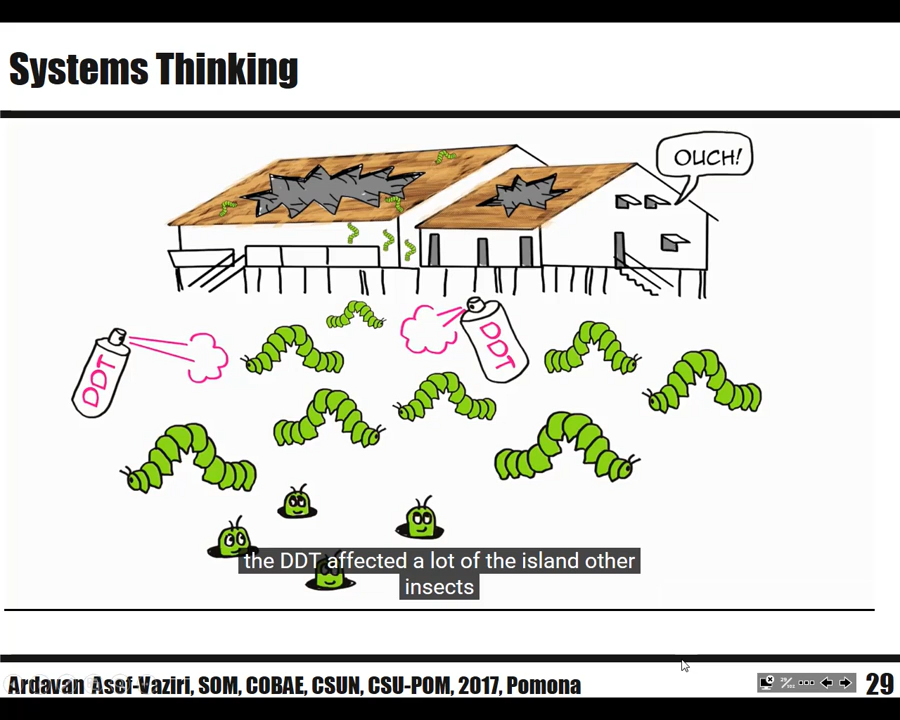 Systems Thinking
OUCH!
DDT
DDT
the DDT affected a lot of the island other
insects
Ardavan Asef-Vaziri, SOM, COBAE, CSUN, CSU-POM, 2017, Pomona
29